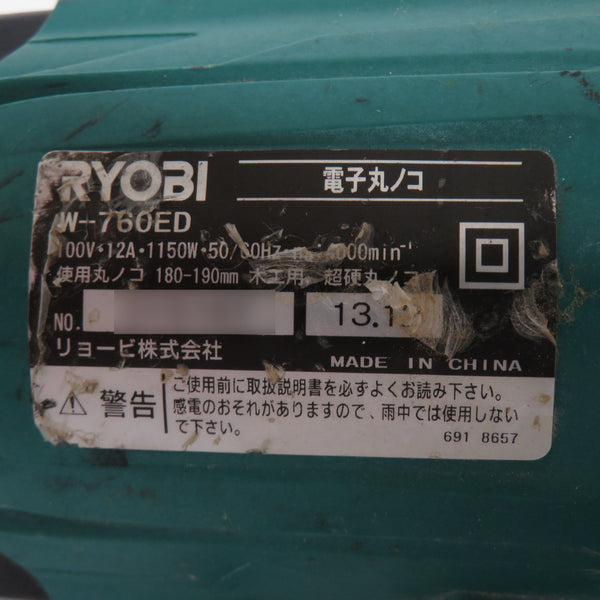 RYOBI
電子丸ノコ
W-760ED
100V・12A・1150W・50/60Hz
使用丸ノコ 180-190mm 木工用 超硬丸ノコ
NO.
リョービ株式会社
MADE IN CHINA
警告
ご使用前に取扱説明書を必ずよくお読み下さい。
感電のおそれがありますので、雨中では使用しない
で下さい。
691 8657